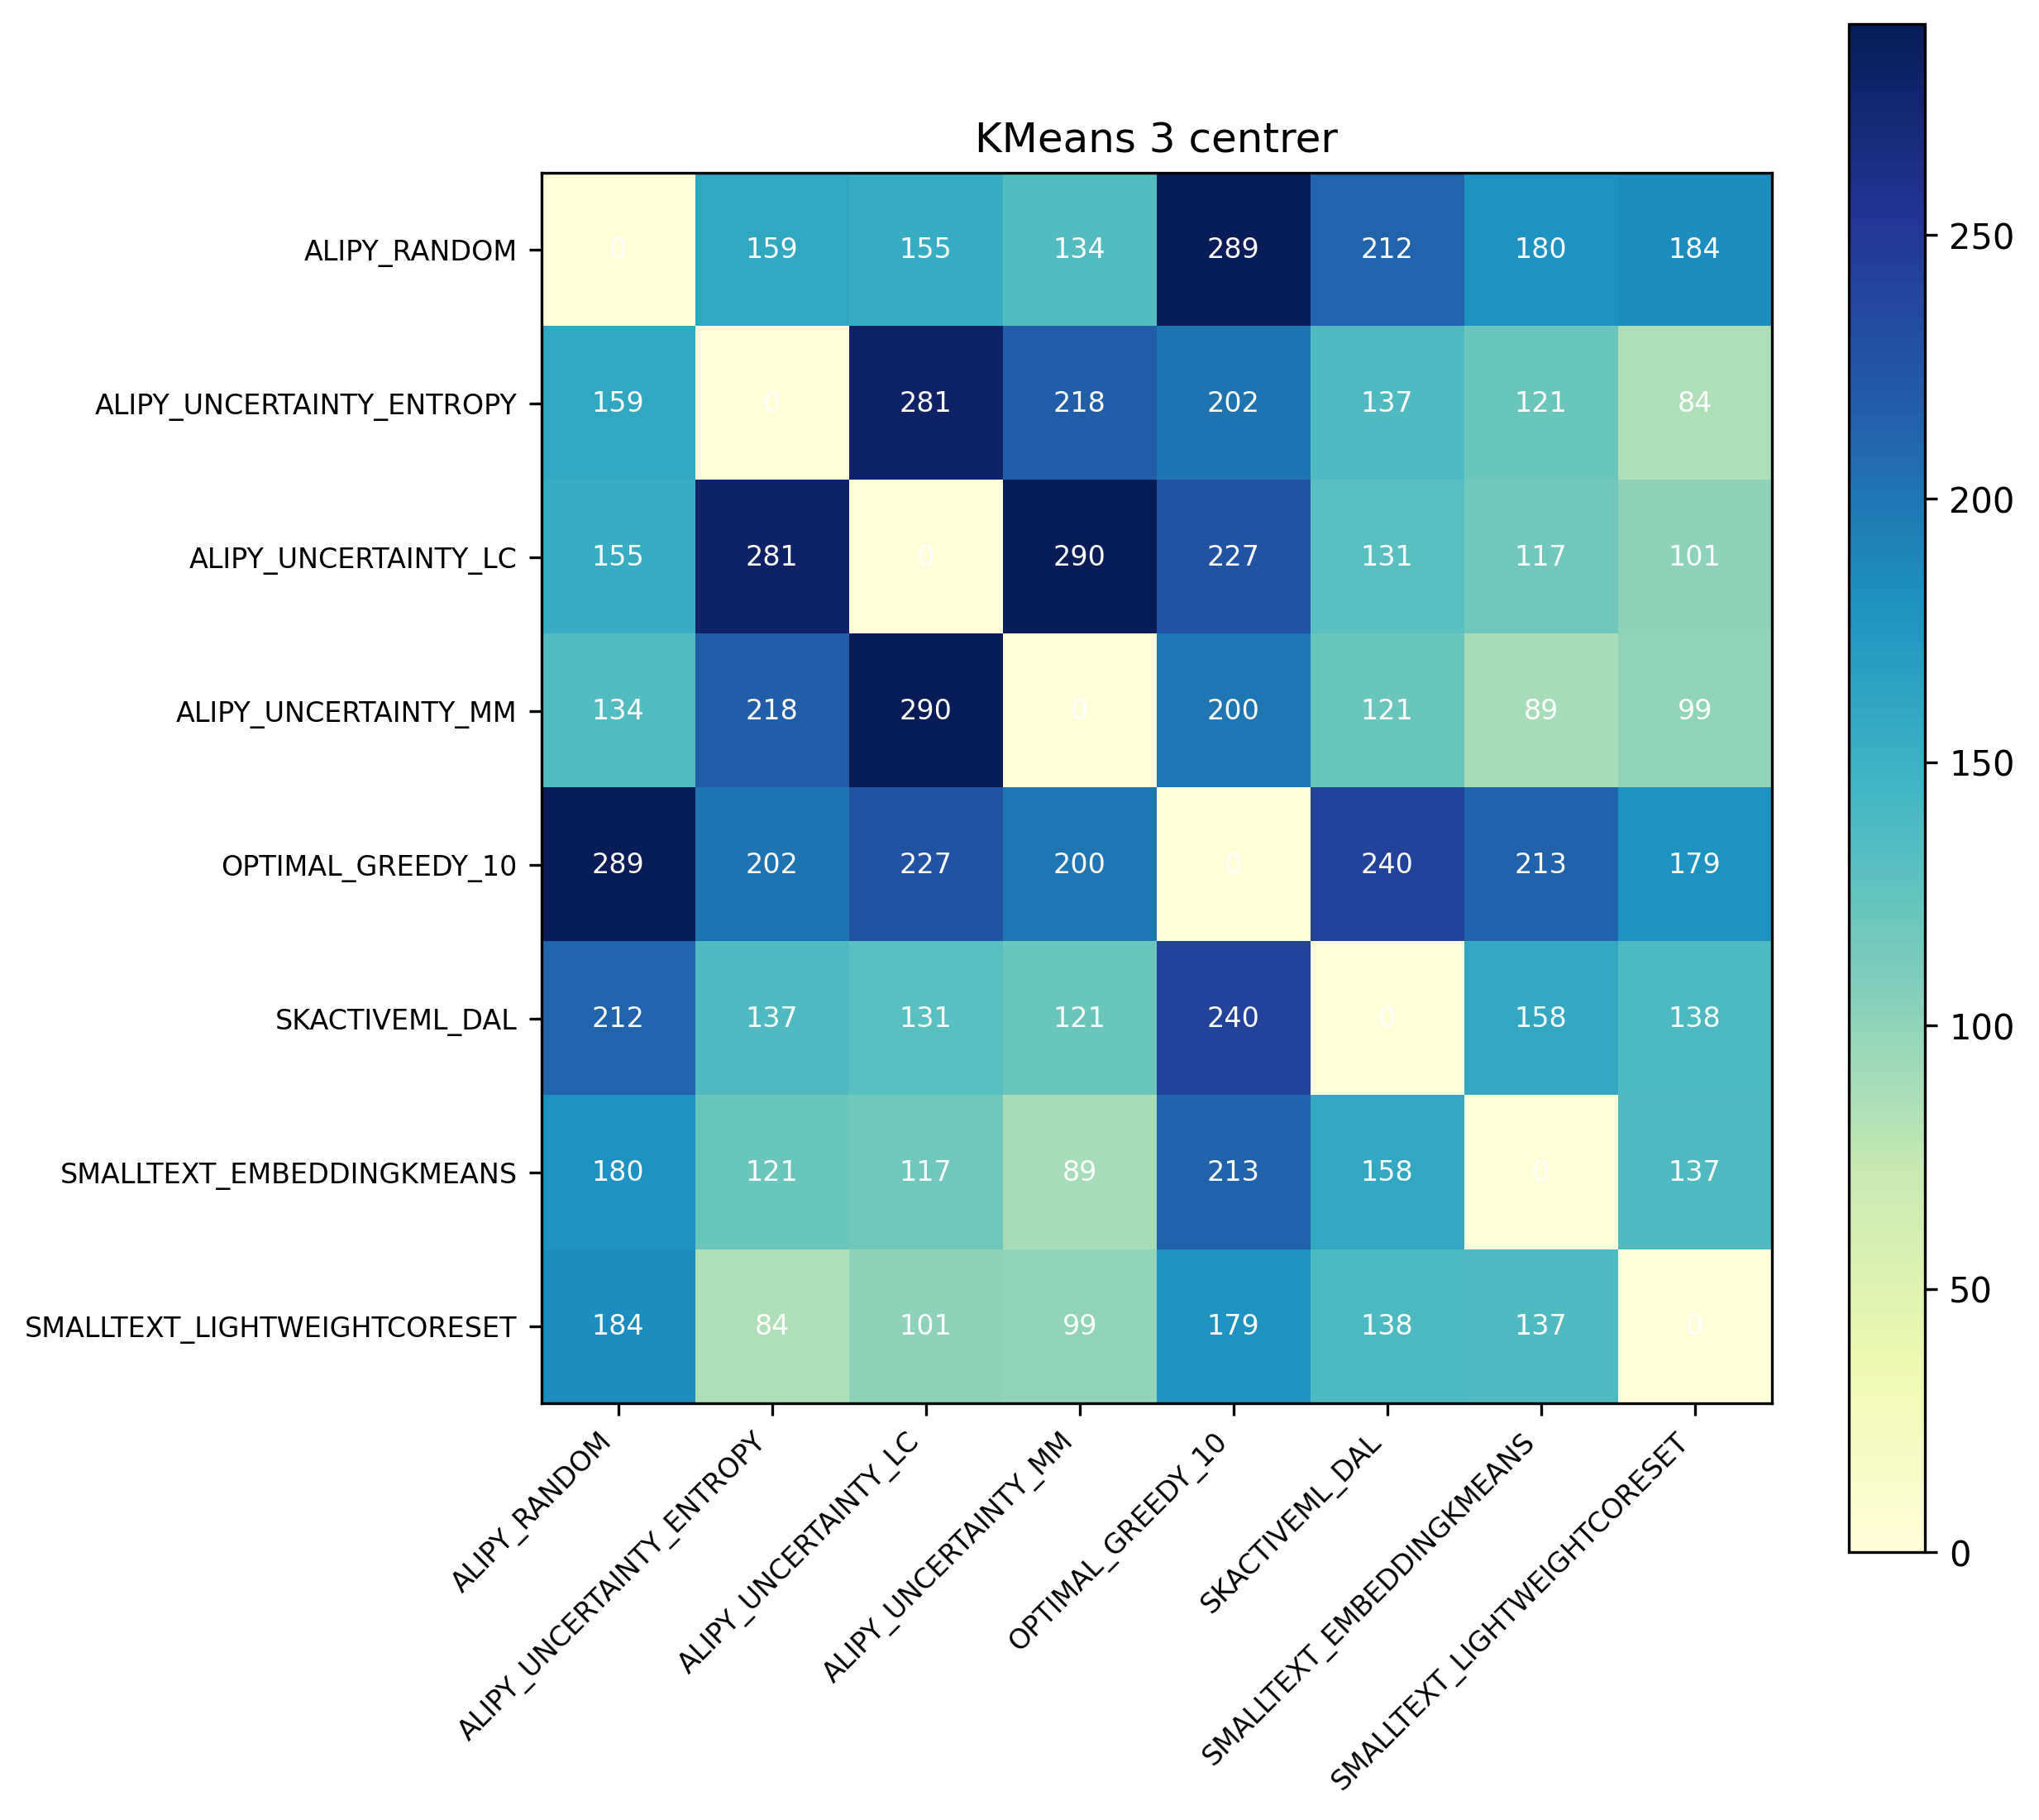 KMeans 3 centrer
ALIPY_RANDOM 0 159 155 134 289 212 180 184
ALIPY_UNCERTAINTY_ENTROPY 159 0 281 218 202 137 121 84
ALIPY_UNCERTAINTY_LC 155 281 0 290 227 131 117 101
ALIPY_UNCERTAINTY_MM 134 218 290 0 200 121 89 99
OPTIMAL_GREEDY_10 289 202 227 200 0 240 213 179
SKACTIVEML_DAL 212 137 131 121 240 0 158 138
SMALLTEXT_EMBEDDINGKMEANS 180 121 117 89 213 158 0 137
SMALLTEXT_LIGHTWEIGHTCORESET 184 84 101 99 179 138 137 0
ALIPY_RANDOM
ALIPY_UNCERTAINTY_ENTROPY
ALIPY_UNCERTAINTY_LC
ALIPY_UNCERTAINTY_MM
OPTIMAL_GREEDY_10
SKACTIVEML_DAL
SMALLTEXT_EMBEDDINGKMEANS
SMALLTEXT_LIGHTWEIGHTCORESET
250
200
150
100
50
0